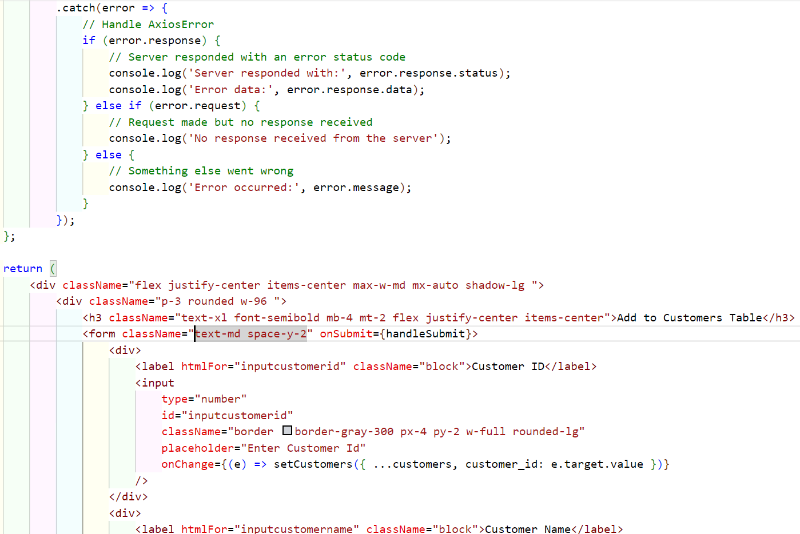 .catch(error => {
// Handle AxiosError
if (error.response) {
// Server responded with an error status code
console.log('Server responded with:', error.response.status);
console.log('Error data:', error.response.data);
} else if (error.request) {
// Request made but no response received
console.log('No response received from the server');
} else {
// Something else went wrong
console.log('Error occurred:', error.message);
}
});
};
return (
<div className="flex justify-center items-center max-w-md mx-auto shadow-lg ">
<div className="p-3 rounded w-96 ">
<h3 className="text-xl font-semibold mb-4 mt-2 flex justify-center items-center">Add to Customers Table</h3>
<form className="text-md space-y-2" onSubmit={handleSubmit}>
<div>
<label htmlFor="inputcustomerid" className="block">Customer ID</label>
<input
type="number"
id="inputcustomerid"
className="border border-gray-300 px-4 py-2 w-full rounded-lg"
placeholder="Enter Customer Id"
onChange={(e) => setCustomers({ ...customers, customer_id: e.target.value })}
/>
</div>
<div>
<label htmlFor="inputcustomername" className="block">Customer Name</label>